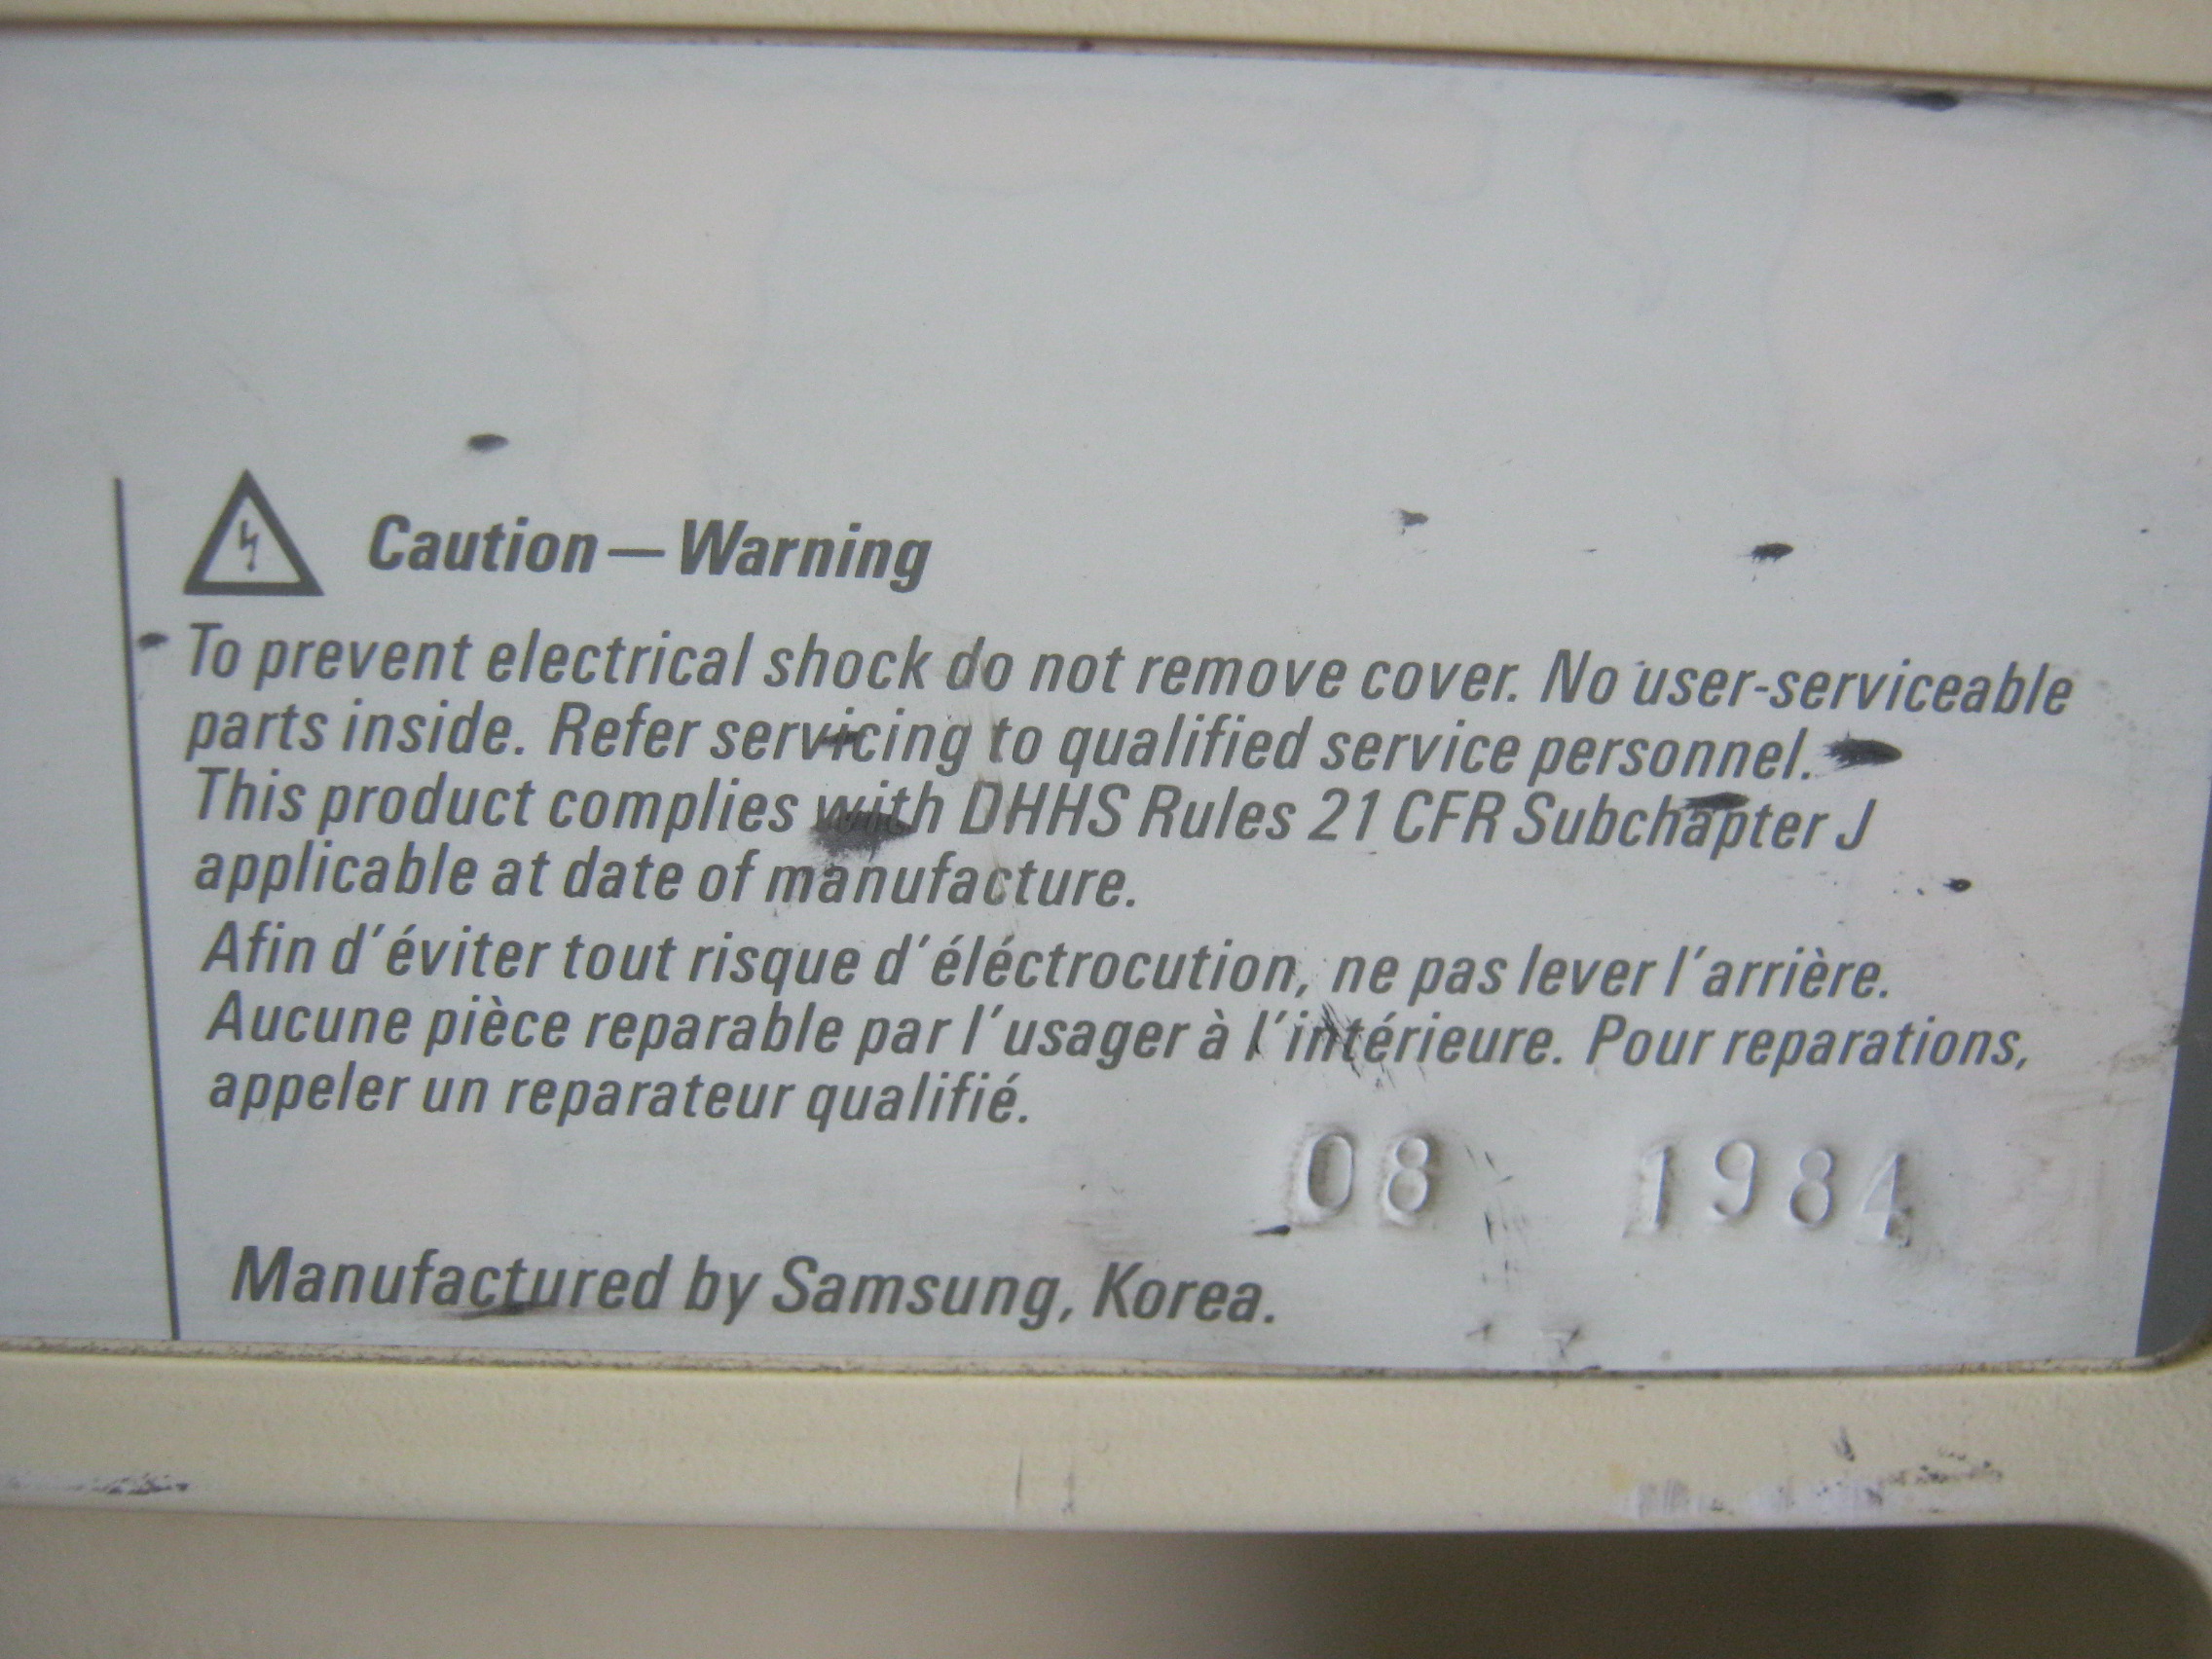 Caution—Warning
To prevent electrical shock do not remove cover. No user-serviceable
parts inside. Refer servicing to qualified service personnel.
This product complies with DHHS Rules 21 CFR Subchapter J
applicable at date of manufacture.
Afin d'éviter tout risque d'éléctrocution, ne pas lever l'arrière.
Aucune pièce reparable par l'usager à l'intérieure. Pour reparations,
appeler un reparateur qualifié.
08 1984
Manufactured by Samsung, Korea.